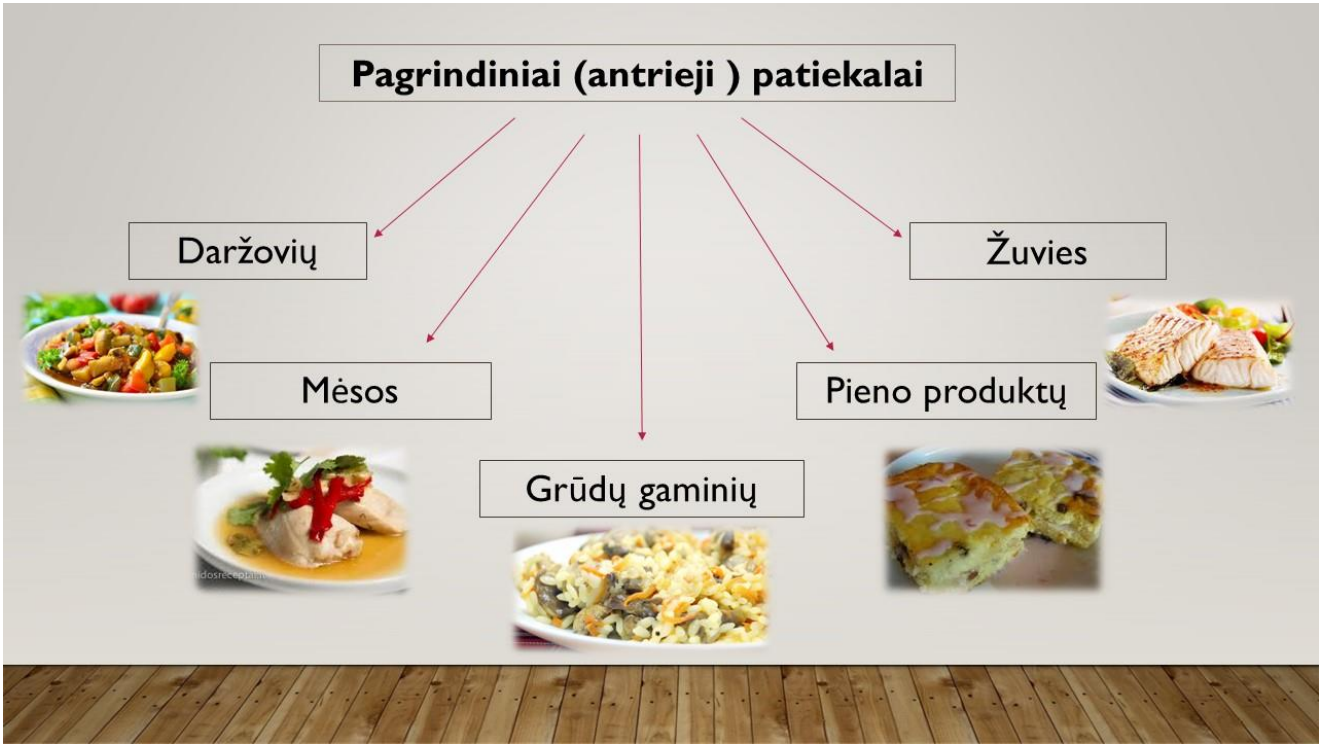 Pagrindiniai (antrieji ) patiekalai
Daržovių
Žuvies
Mėsos
Pieno produktų
Grūdų gaminių